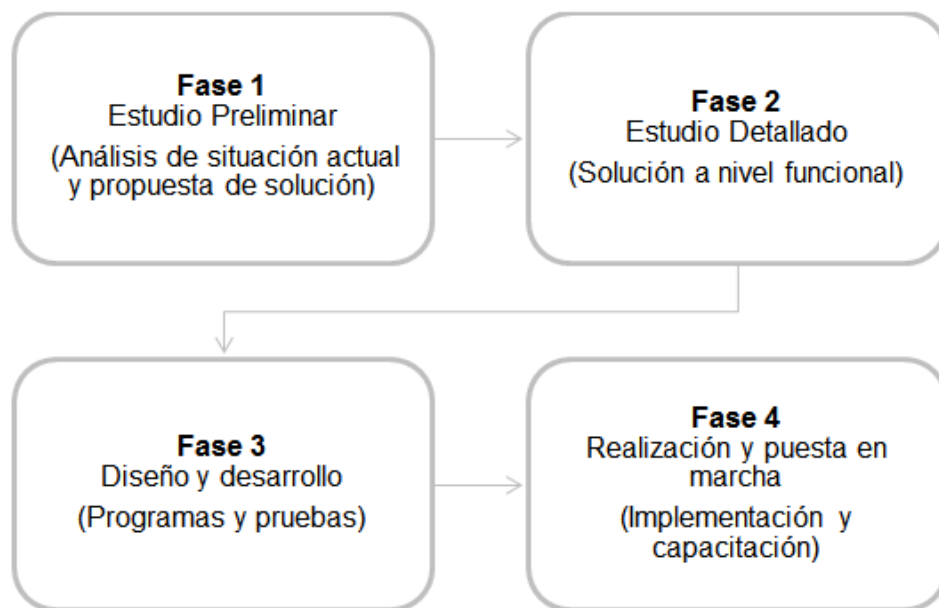 Fase 1
Estudio Preliminar
(Análisis de situación actual
y propuesta de solución)
Fase 2
Estudio Detallado
(Solución a nivel funcional)
Fase 3
Diseño y desarrollo
(Programas y pruebas)
Fase 4
Realización y puesta en
marcha
(Implementación y
capacitación)